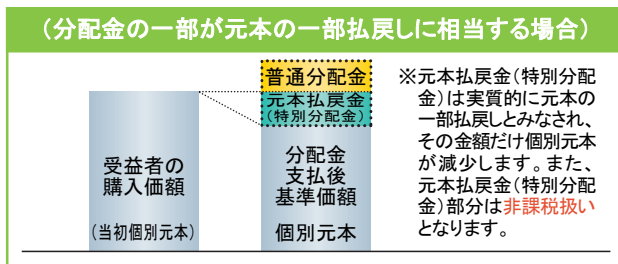 （分配金の一部が元本の一部払戻しに相当する場合）
普通分配金
元本払戻金
（特別分配金）
受益者の
購入価額
（当初個別元本）
分配金
支払後
基準価額
個別元本
※元本払戻金（特別分配
金）は実質的に元本の
一部払戻しとみなされ、
その金額だけ個別元本
が減少します。また、
元本払戻金（特別分配
金）部分は非課税扱い
となります。